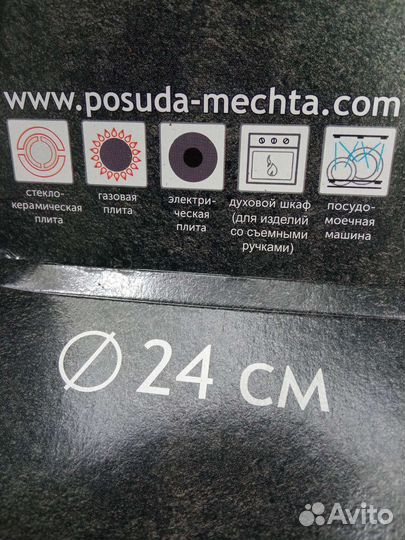 www.posuda-mechta.com
стекло-
керамическая
плита
газовая
плита
электри-
ческая
плита
духовой шкаф
(для изделий
со съемными
ручками)
посудо-
моечная
машина
Ø 24 СМ
Avito